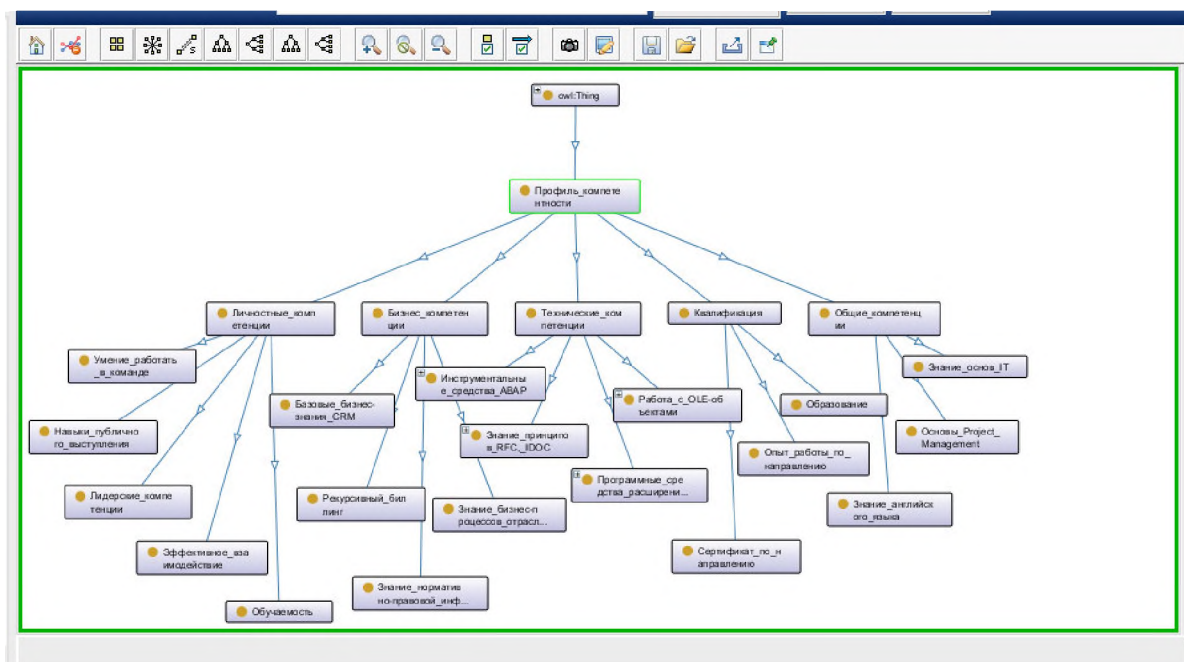 owl:Thing
Профиль_компете
нтности
Личностные_комп
етенции
Бизнес_компетен
ции
Технические_ком
петенции
Квалификация
Общие_компетенц
ии
Умение_работать
_в_команде
Знание_основ_IT
Инструментальны
е_средства_ABAP
Базовые_бизнес-
знания_CRM
Работа_с_OLE-об
ъектами
Образование
Навыки_публично
го_выступления
Знание_принципо
в_RFC,_IDOC
Основы_Project_
Management
Опыт_работы_по_
направлению
Лидерские_компе
тенции
Рекурсивный_бил
линг
Знание_бизнес-п
роцессов_отрасл...
Программные_сре
дства_расширени...
Знание_английск
ого_языка
Эффективное_вза
имодействие
Сертификат_по_н
аправлению
Знание_норматив
но-правовой_инф...
Обучаемость